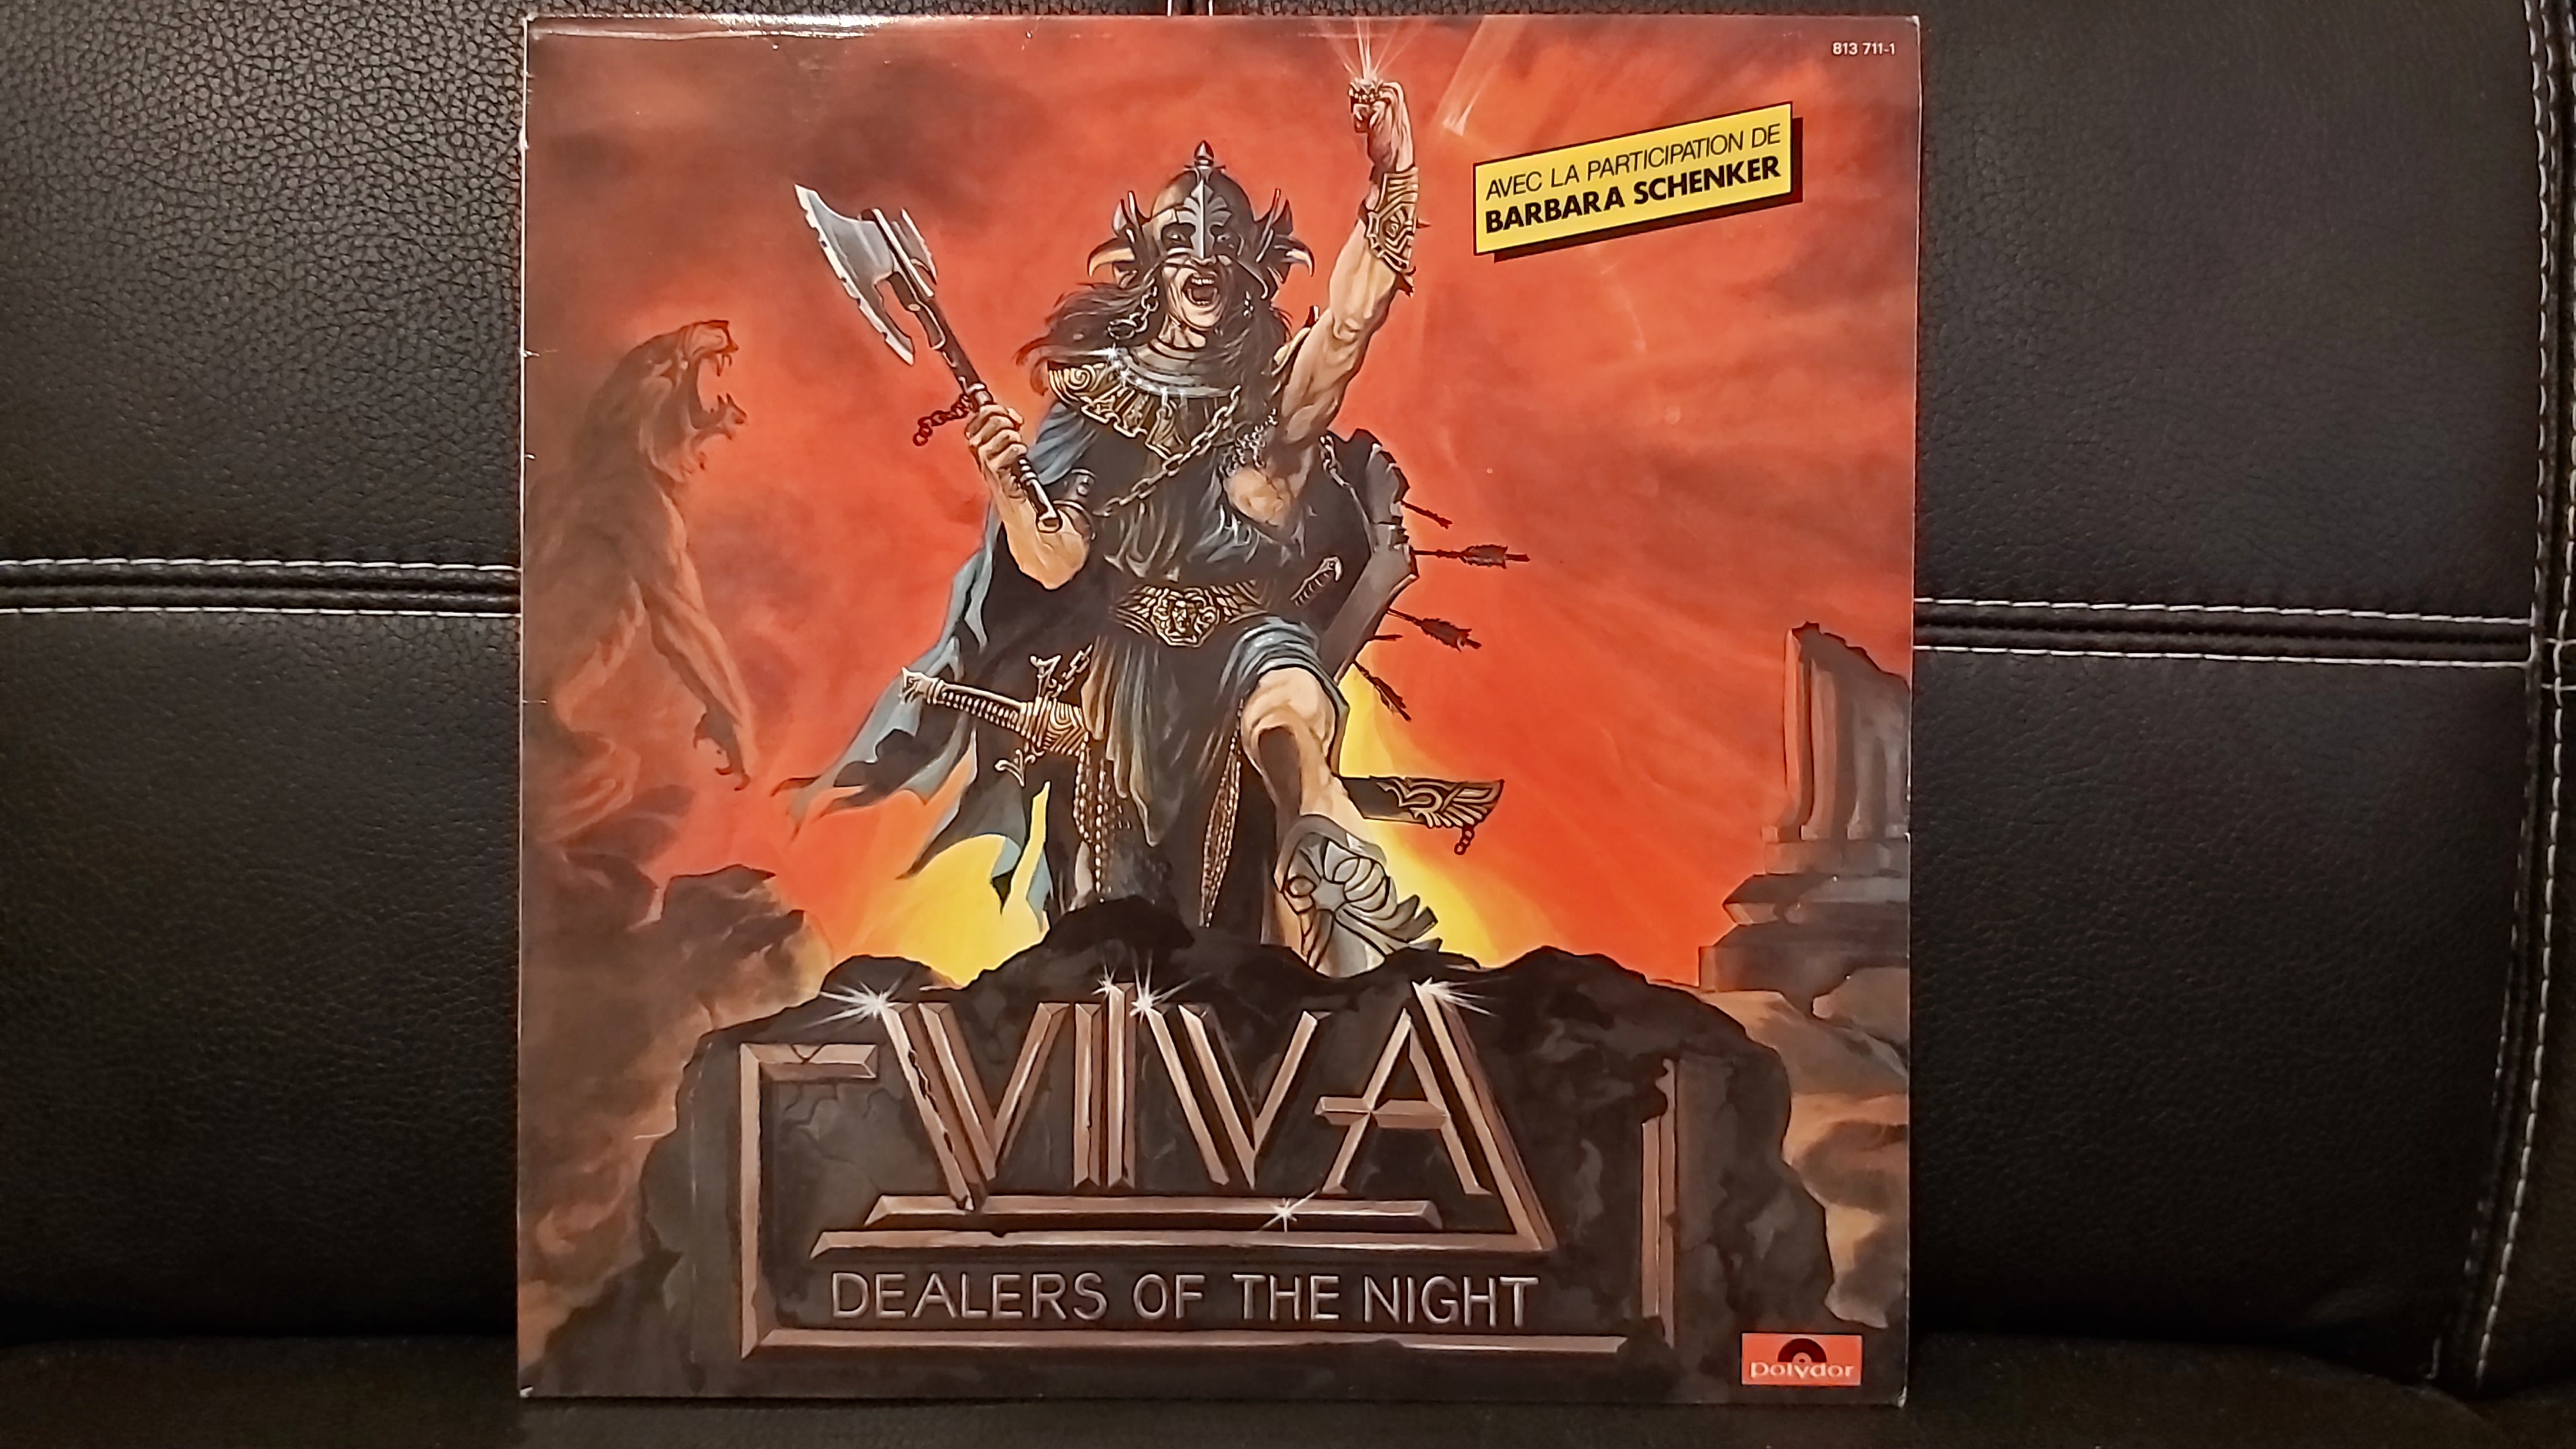 813 711-1
AVEC LA PARTICIPATION DE
BARBARA SCHENKER
VIVA
DEALERS OF THE NIGHT
polydor